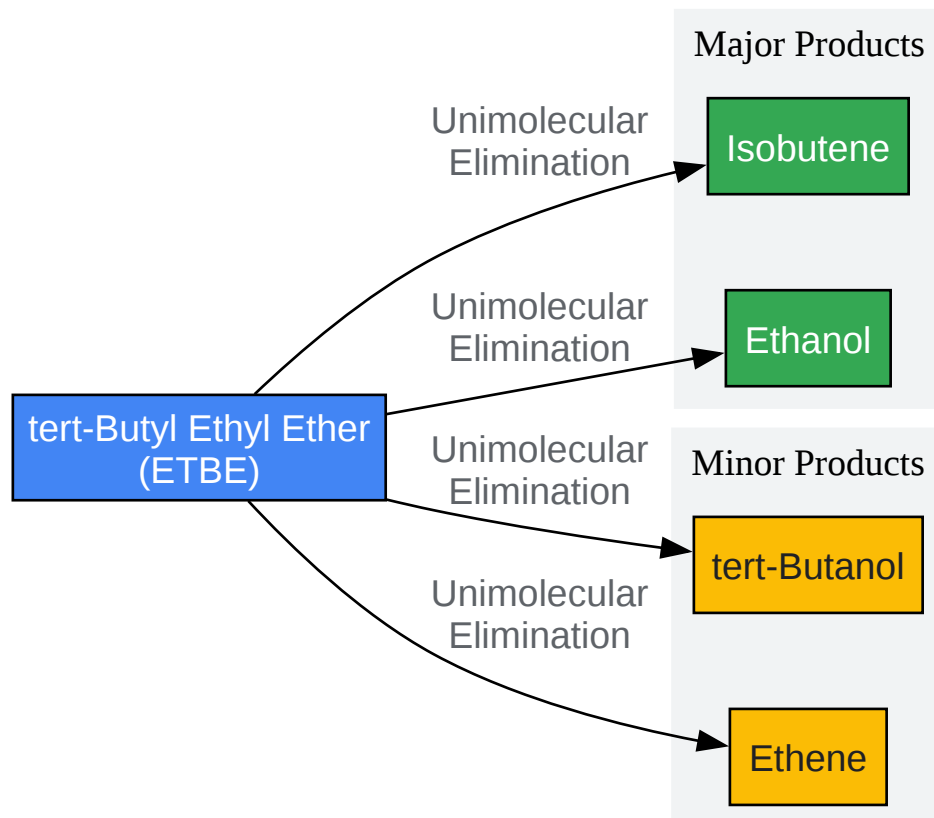 Major Products
Unimolecular
Elimination
Isobutene
Unimolecular
Elimination
Ethanol
tert-Butyl Ethyl Ether
(ETBE)
Unimolecular
Elimination
Minor Products
tert-Butanol
Unimolecular
Elimination
Ethene